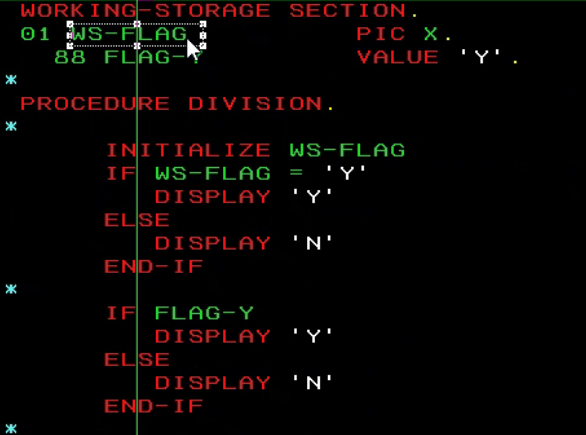 WORKING-STORAGE SECTION.
01 WS-FLAG PIC X.
88 FLAG-Y VALUE 'Y'.
*
PROCEDURE DIVISION.
*
INITIALIZE WS-FLAG
IF WS-FLAG = 'Y'
DISPLAY 'Y'
ELSE
DISPLAY 'N'
END-IF
*
IF FLAG-Y
DISPLAY 'Y'
ELSE
DISPLAY 'N'
END-IF
*